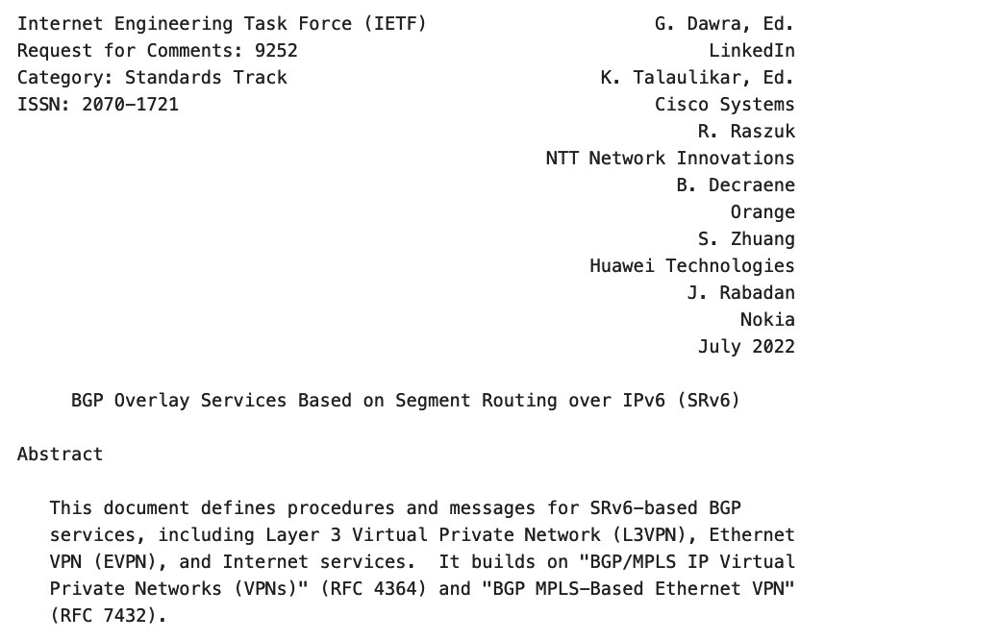 Internet Engineering Task Force (IETF)                     G. Dawra, Ed.
Request for Comments: 9252                                      LinkedIn
Category: Standards Track                             K. Talaulikar, Ed.
ISSN: 2070-1721                                            Cisco Systems
R. Raszuk
NTT Network Innovations
B. Decraene
Orange
S. Zhuang
Huawei Technologies
J. Rabadan
Nokia
July 2022
BGP Overlay Services Based on Segment Routing over IPv6 (SRv6)
Abstract
This document defines procedures and messages for SRv6-based BGP
services, including Layer 3 Virtual Private Network (L3VPN), Ethernet
VPN (EVPN), and Internet services.  It builds on "BGP/MPLS IP Virtual
Private Networks (VPNs)" (RFC 4364) and "BGP MPLS-Based Ethernet VPN"
(RFC 7432).